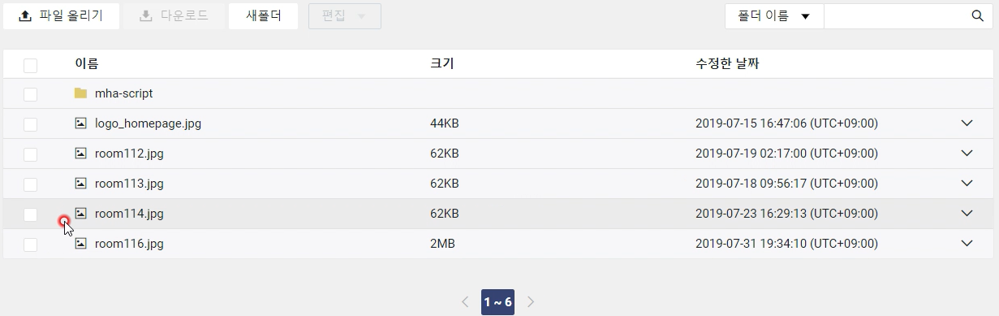 파일 올리기 다운로드 새폴더 편집 폴더 이름
이름 크기 수정한 날짜
mha-script
logo_homepage.jpg 44KB 2019-07-15 16:47:06 (UTC+09:00)
room112.jpg 62KB 2019-07-19 02:17:00 (UTC+09:00)
room113.jpg 62KB 2019-07-18 09:56:17 (UTC+09:00)
room114.jpg 62KB 2019-07-23 16:29:13 (UTC+09:00)
room116.jpg 2MB 2019-07-31 19:34:10 (UTC+09:00)
1 ~ 6